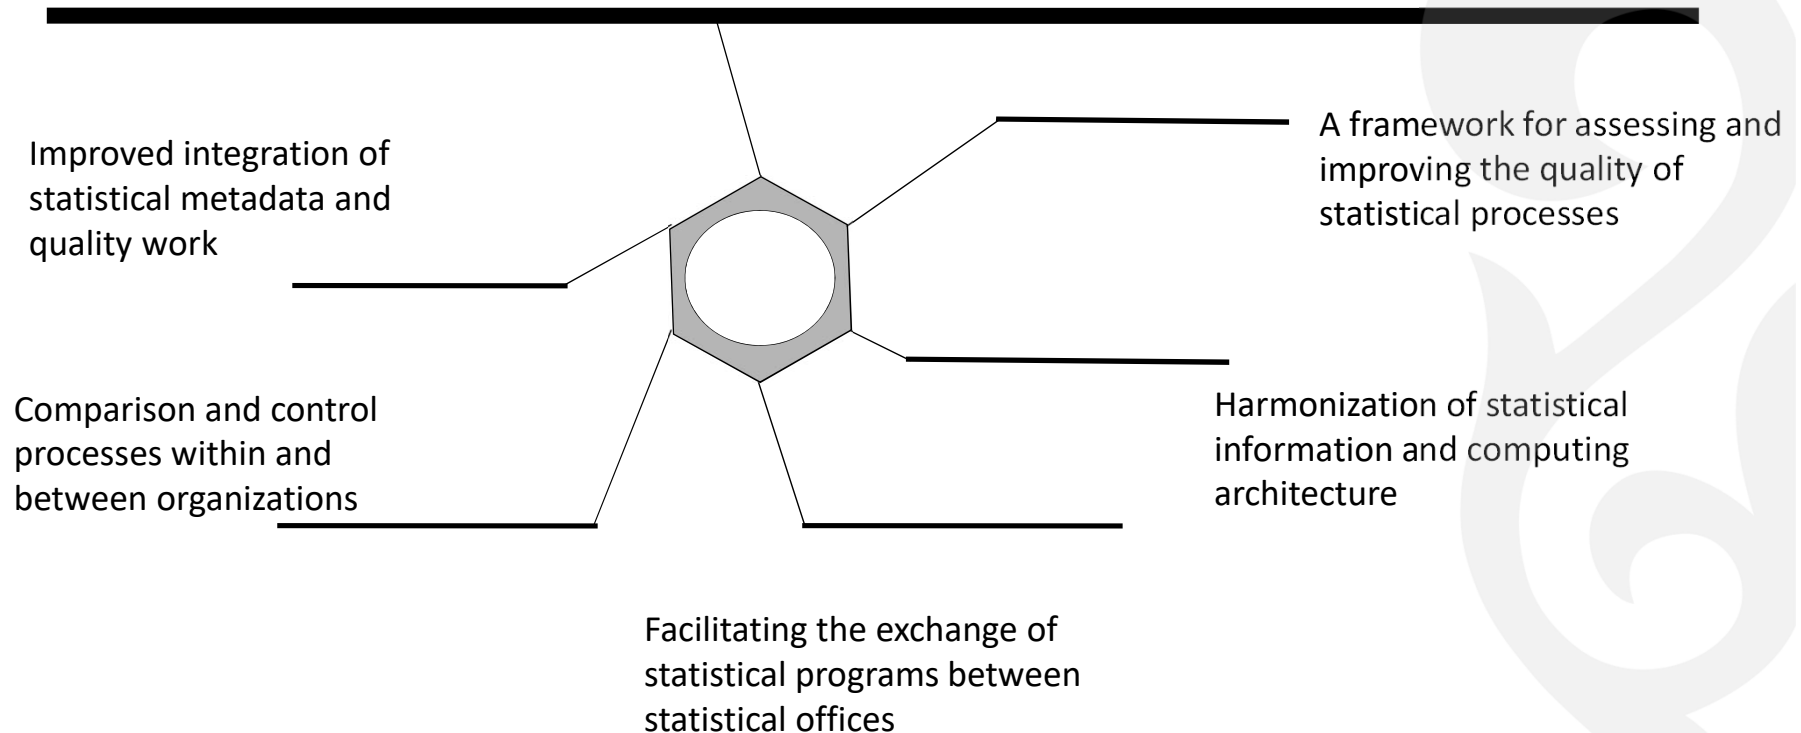 Improved integration of
statistical metadata and
quality work
A framework for assessing and
improving the quality of
statistical processes
Comparison and control
processes within and
between organizations
Harmonization of statistical
information and computing
architecture
Facilitating the exchange of
statistical programs between
statistical offices